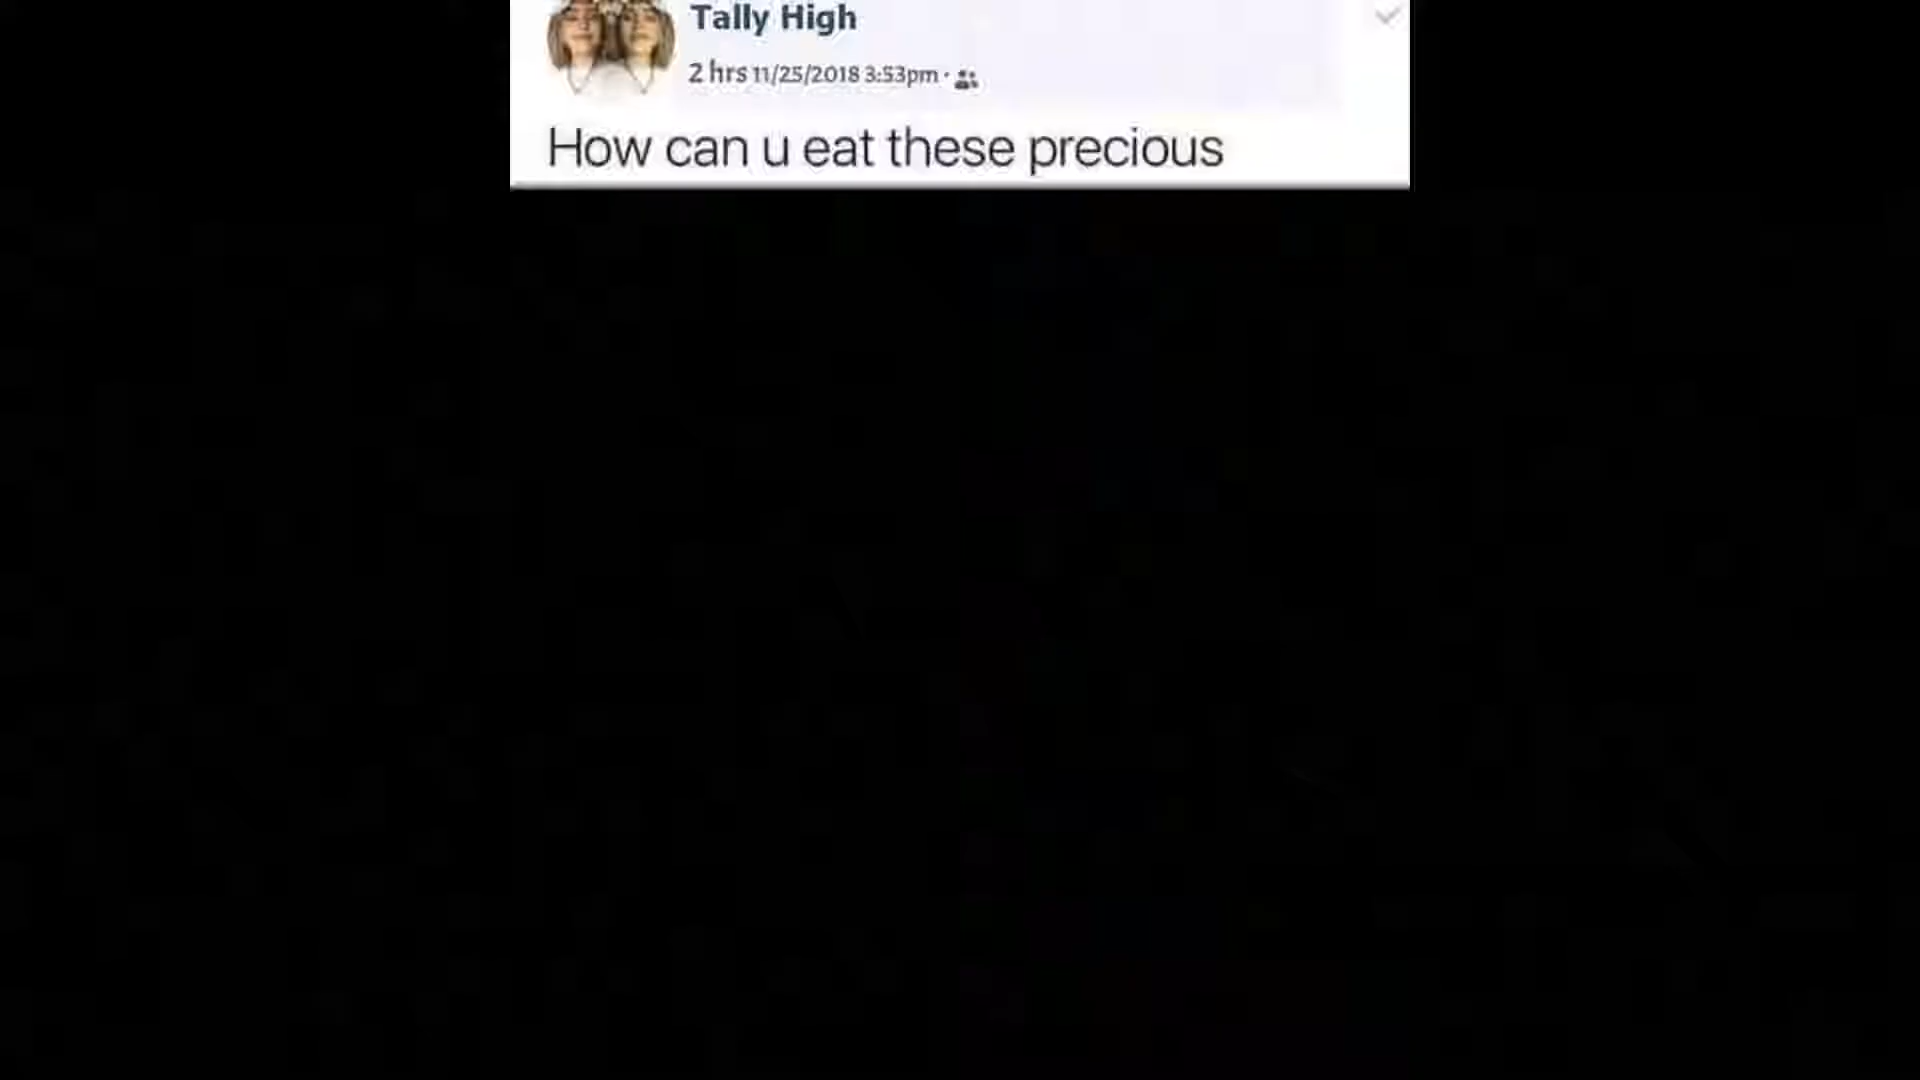 Tally High
2 hrs 11/25/2018 3:53pm ·
How can u eat these precious